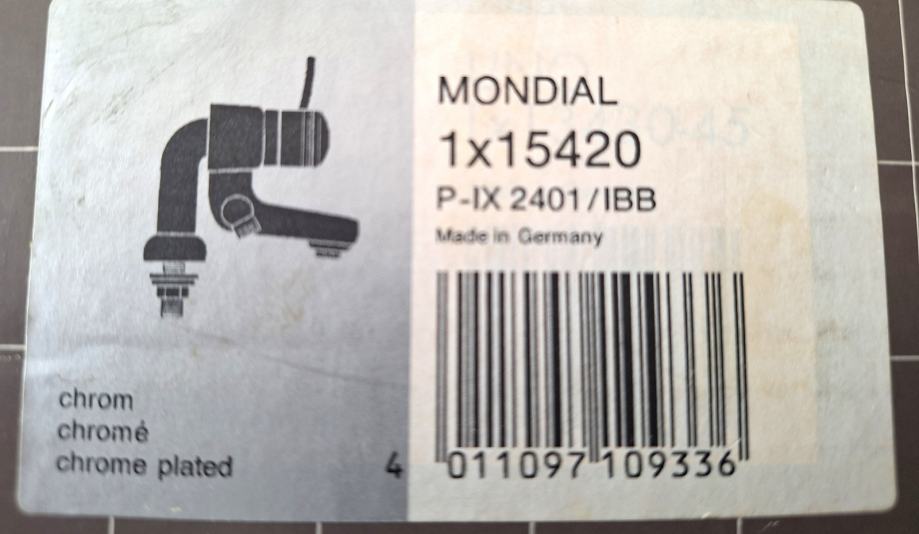 MONDIAL
1x15420
P-IX 2401/IBB
Made in Germany
chrom
chromé
chrome plated
4 011097 109336